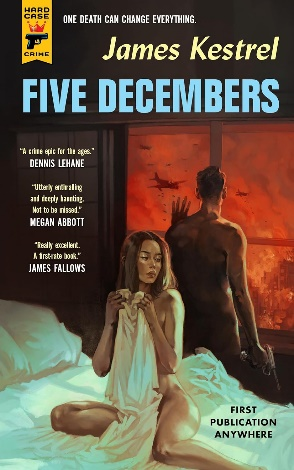 HARD
CASE
CRIME
ONE DEATH CAN CHANGE EVERYTHING.
James Kestrel
FIVE DECEMBERS
"A crime epic for the ages."
DENNIS LEHANE
"Utterly enthralling
and deeply haunting.
Not to be missed."
MEGAN ABBOTT
"Really excellent.
A first-rate book."
JAMES FALLOWS
FIRST
PUBLICATION
ANYWHERE